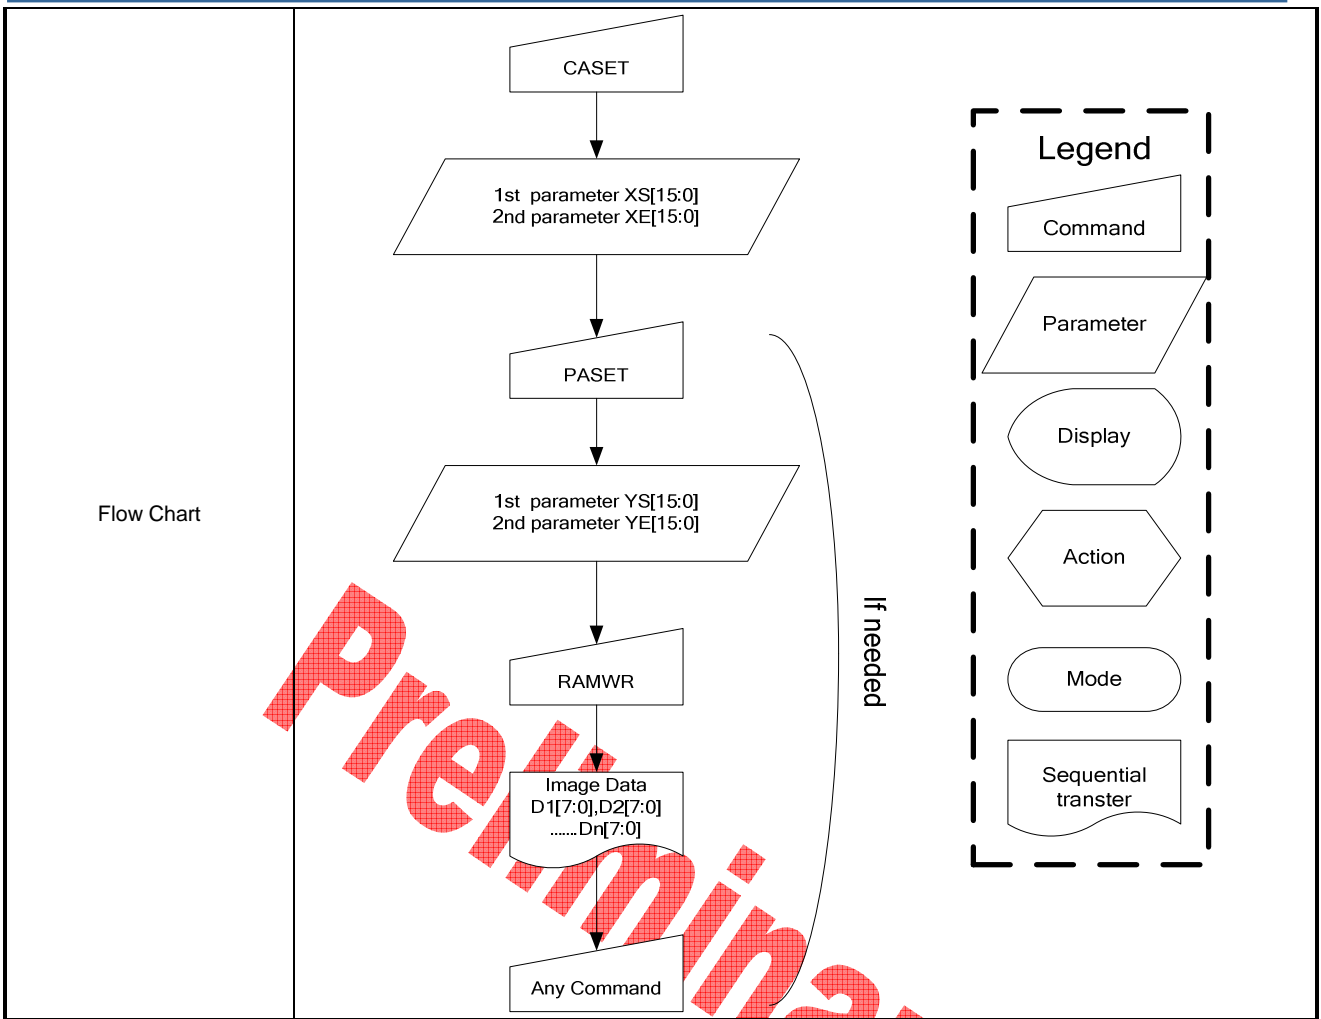 Flow Chart
CASET
1st parameter XS[15:0]
2nd parameter XE[15:0]
PASET
1st parameter YS[15:0]
2nd parameter YE[15:0]
RAMWR
Image Data
D1[7:0],D2[7:0]
.......Dn[7:0]
Any Command
If needed
Legend
Command
Parameter
Display
Action
Mode
Sequential
transter
Preliminar